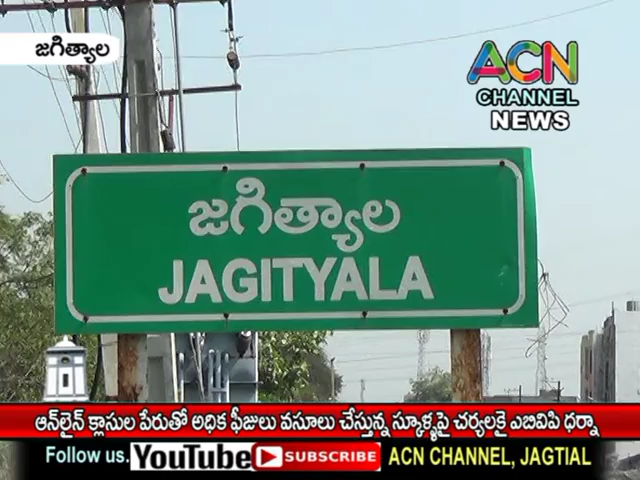 జగిత్యాల
ACN
CHANNEL
NEWS
జగిత్యాల
JAGITYALA
ఆన్‌లైన్ క్లాసుల పేరుతో అధిక ఫీజులు వసూలు చేస్తున్న స్కూళ్ళపై చర్యలకై ఎబివిపి ధర్నా
Follow us. YouTube SUBSCRIBE ACN CHANNEL, JAGTIAL